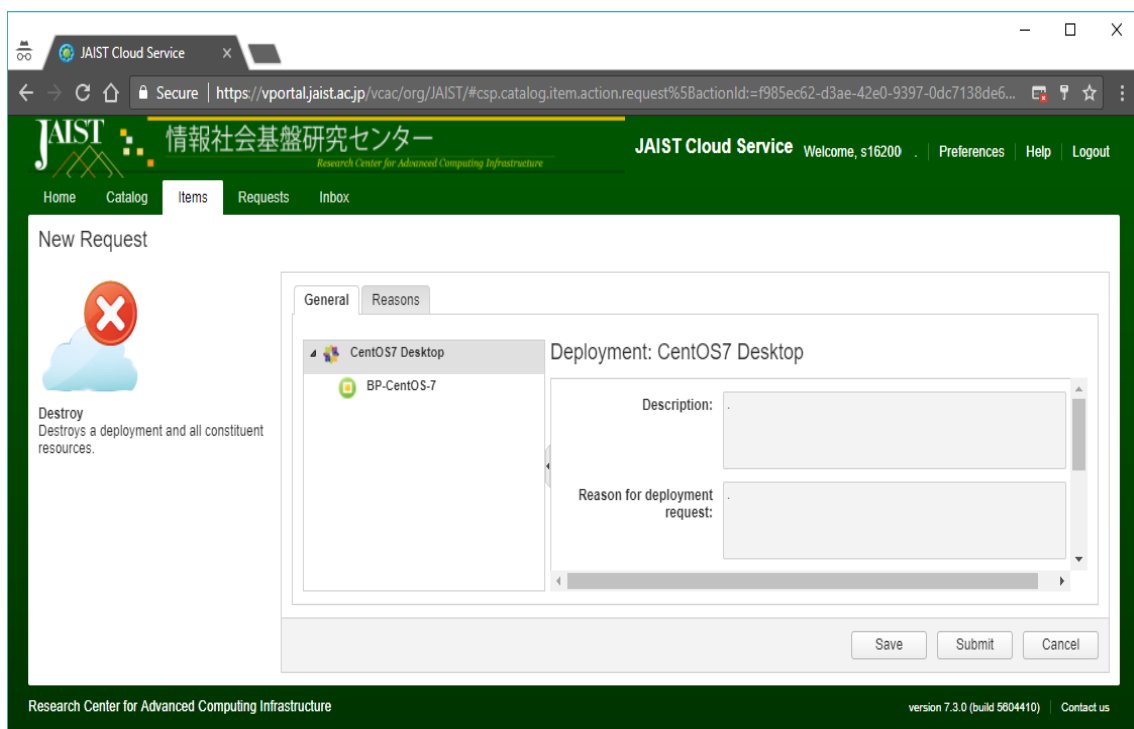 JAIST Cloud Service
Secure | https://vportal.jaist.ac.jp/vcac/org/JAIST/#csp.catalog.item.action.request%5BactionId:=f985ec62-d3ae-42e0-9397-0dc7138de6...
JAIST 情報社会基盤研究センター
Research Center for Advanced Computing Infrastructure
JAIST Cloud Service Welcome, s16200 . | Preferences | Help | Logout
Home Catalog Items Requests Inbox
New Request
General Reasons
CentOS7 Desktop
BP-CentOS-7
Destroy
Destroys a deployment and all constituent
resources.
Deployment: CentOS7 Desktop
Description: .
Reason for deployment
request: .
Save Submit Cancel
Research Center for Advanced Computing Infrastructure
version 7.3.0 (build 5604410) | Contact us